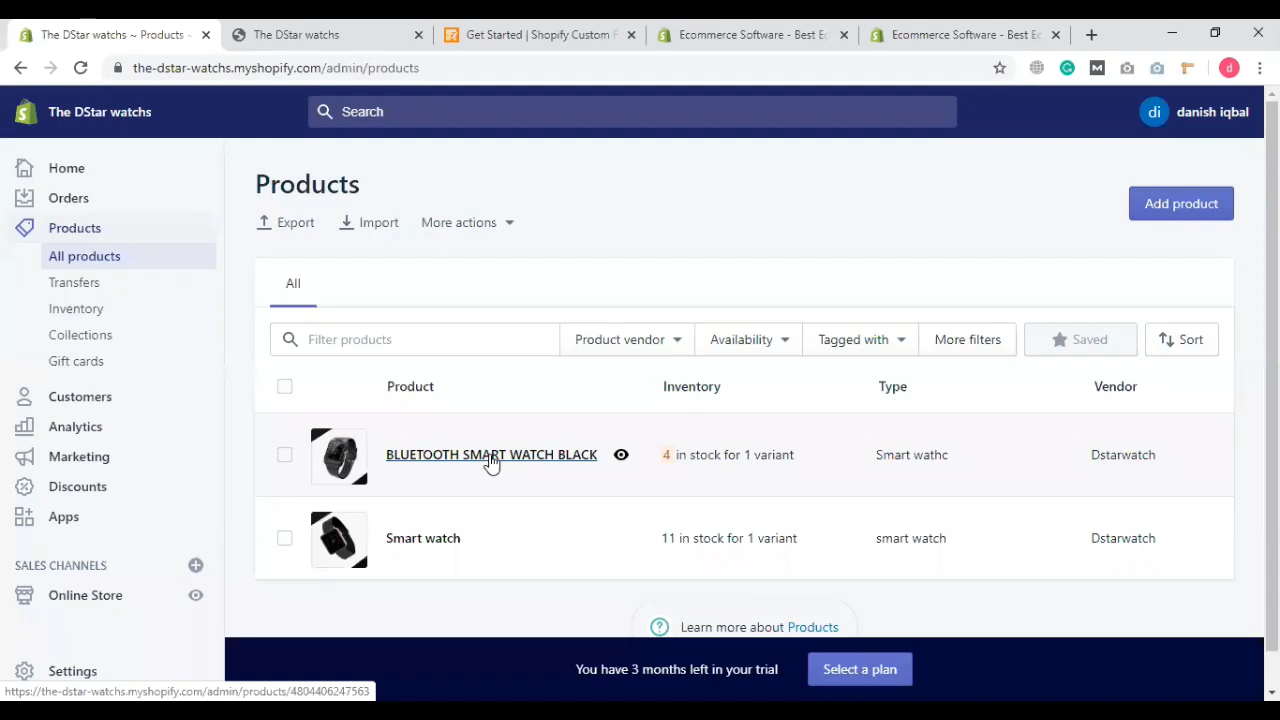 The DStar watchs ~ Products ~
The DStar watchs
Get Started | Shopify Custom F
Ecommerce Software - Best Ec
Ecommerce Software - Best Ec
the-dstar-watchs.myshopify.com/admin/products
d
The DStar watchs
Search
di
danish iqbal
Home
Orders
Products
All products
Transfers
Inventory
Collections
Gift cards
Customers
Analytics
Marketing
Discounts
Apps
SALES CHANNELS
Online Store
Settings
Products
Export
Import
More actions
Add product
All
Filter products
Product vendor
Availability
Tagged with
More filters
Saved
Sort
Product
Inventory
Type
Vendor
BLUETOOTH SMART WATCH BLACK
4 in stock for 1 variant
Smart wathc
Dstarwatch
Smart watch
11 in stock for 1 variant
smart watch
Dstarwatch
Learn more about Products
You have 3 months left in your trial
Select a plan
https://the-dstar-watchs.myshopify.com/admin/products/4804406247563